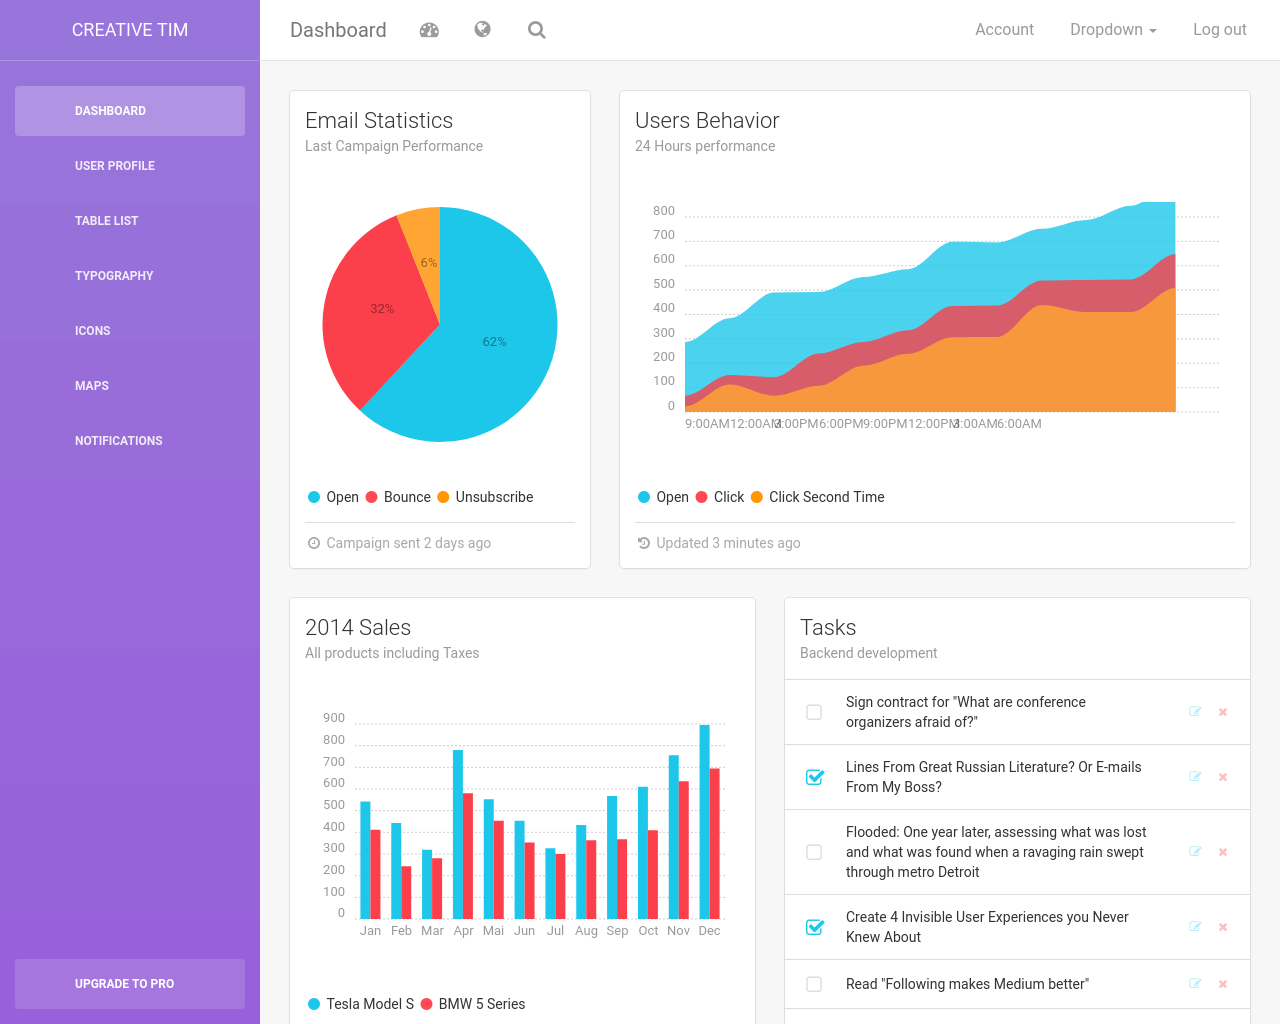 CREATIVE TIM
DASHBOARD
USER PROFILE
TABLE LIST
TYPOGRAPHY
ICONS
MAPS
NOTIFICATIONS
UPGRADE TO PRO
Dashboard
Account Dropdown Log out
Email Statistics
Last Campaign Performance
6%
32%
62%
Open Bounce Unsubscribe
Campaign sent 2 days ago
Users Behavior
24 Hours performance
800
700
600
500
400
300
200
100
0
9:00AM 12:00AM 3:00PM 6:00PM 9:00PM 12:00PM 3:00AM 6:00AM
Open Click Click Second Time
Updated 3 minutes ago
2014 Sales
All products including Taxes
900
800
700
600
500
400
300
200
100
0
Jan Feb Mar Apr Mai Jun Jul Aug Sep Oct Nov Dec
Tesla Model S BMW 5 Series
Tasks
Backend development
Sign contract for "What are conference
organizers afraid of?"
Lines From Great Russian Literature? Or E-mails
From My Boss?
Flooded: One year later, assessing what was lost
and what was found when a ravaging rain swept
through metro Detroit
Create 4 Invisible User Experiences you Never
Knew About
Read "Following makes Medium better"